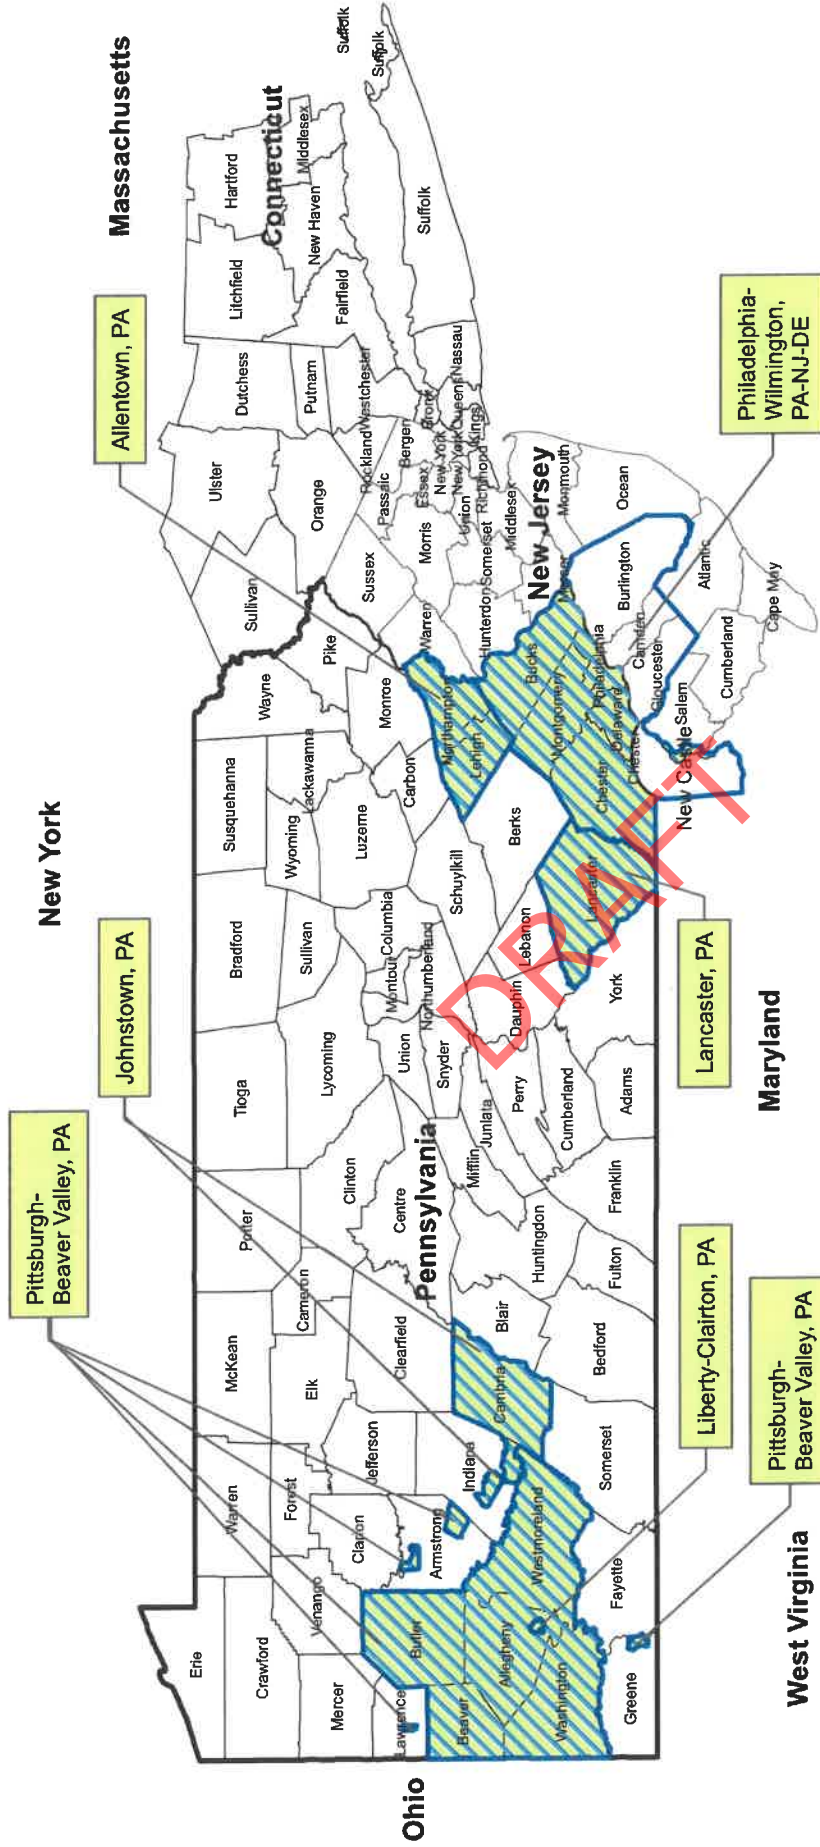 Massachusetts
Connecticut
New York
New Jersey
Pennsylvania
Maryland
West Virginia
Ohio
Pittsburgh-
Beaver Valley, PA
Johnstown, PA
Allentown, PA
Liberty-Clairton, PA
Pittsburgh-
Beaver Valley, PA
Lancaster, PA
Philadelphia-
Wilmington,
PA-NJ-DE
DRAFT
Erie
Crawford
Mercer
Lawrence
Venango
Warren
Forest
Clarion
Butler
Beaver
Allegheny
Washington
Greene
Fayette
Westmoreland
Armstrong
Indiana
Jefferson
McKean
Elk
Cameron
Clearfield
Cambria
Somerset
Bedford
Blair
Potter
Clinton
Centre
Huntingdon
Fulton
Franklin
Mifflin
Juniata
Perry
Cumberland
Adams
Tioga
Lycoming
Union
Snyder
Northumberland
Montour
Columbia
Sullivan
Bradford
Dauphin
Lebanon
York
Lancaster
Schuylkill
Berks
Susquehanna
Wyoming
Lackawanna
Luzerne
Carbon
Wayne
Pike
Monroe
Northampton
Lehigh
Bucks
Montgomery
Philadelphia
Delaware
Chester
Chester
New Castle
Salem
Gloucester
Camden
Cumberland
Cape May
Atlantic
Burlington
Ocean
Monmouth
Mercer
Middlesex
Somerset
Hunterdon
Warren
Morris
Sussex
Union
Essex
Passaic
Bergen
Sullivan
Ulster
Orange
Rockland
Westchester
Putnam
Dutchess
New York
New York
Bronx
Queens
Kings
Richmond
Nassau
Suffolk
Suffolk
Suffolk
Litchfield
Hartford
Fairfield
New Haven
Middlesex